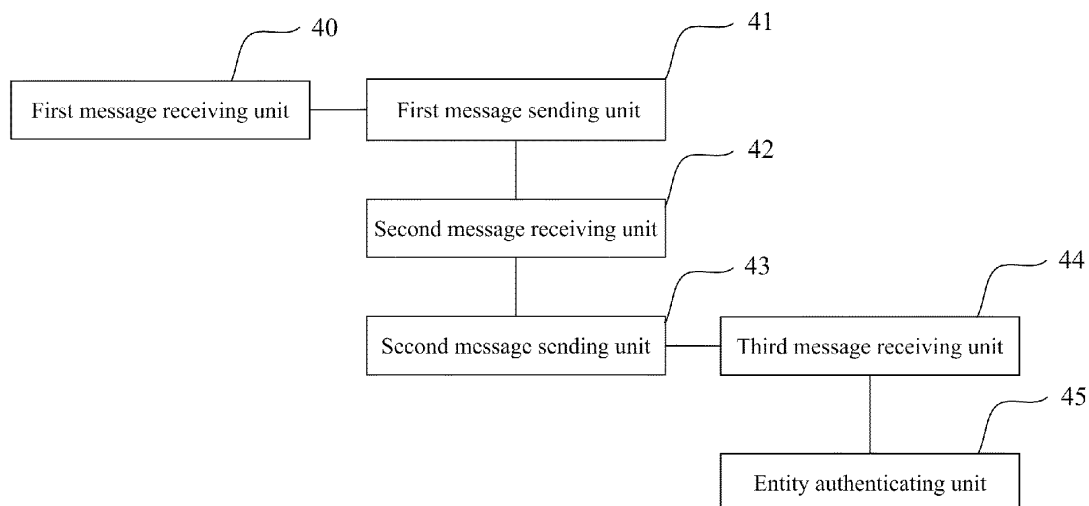 40
41
First message receiving unit
First message sending unit
42
Second message receiving unit
43
44
Second message sending unit
Third message receiving unit
45
Entity authenticating unit